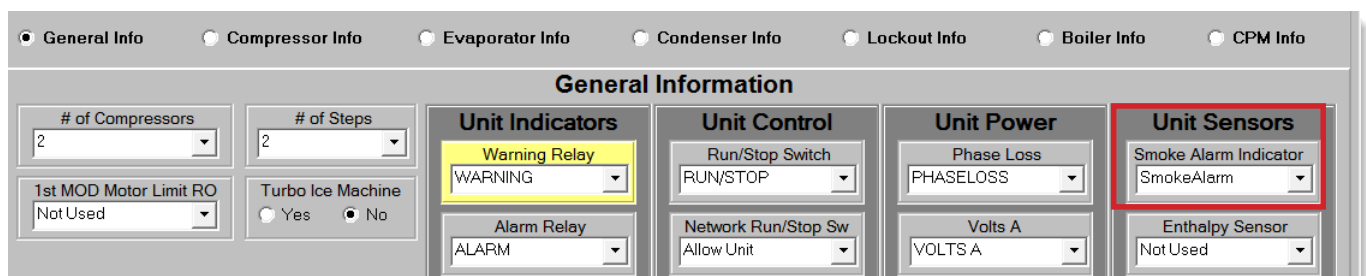 General Info Compressor Info Evaporator Info Condenser Info Lockout Info Boiler Info CPM Info
General Information
# of Compressors
2
# of Steps
2
1st MOD Motor Limit RO
Not Used
Turbo Ice Machine
Yes No
Unit Indicators
Warning Relay
WARNING
Alarm Relay
ALARM
Unit Control
Run/Stop Switch
RUN/STOP
Network Run/Stop Sw
Allow Unit
Unit Power
Phase Loss
PHASELOSS
Volts A
VOLTS A
Unit Sensors
Smoke Alarm Indicator
SmokeAlarm
Enthalpy Sensor
Not Used